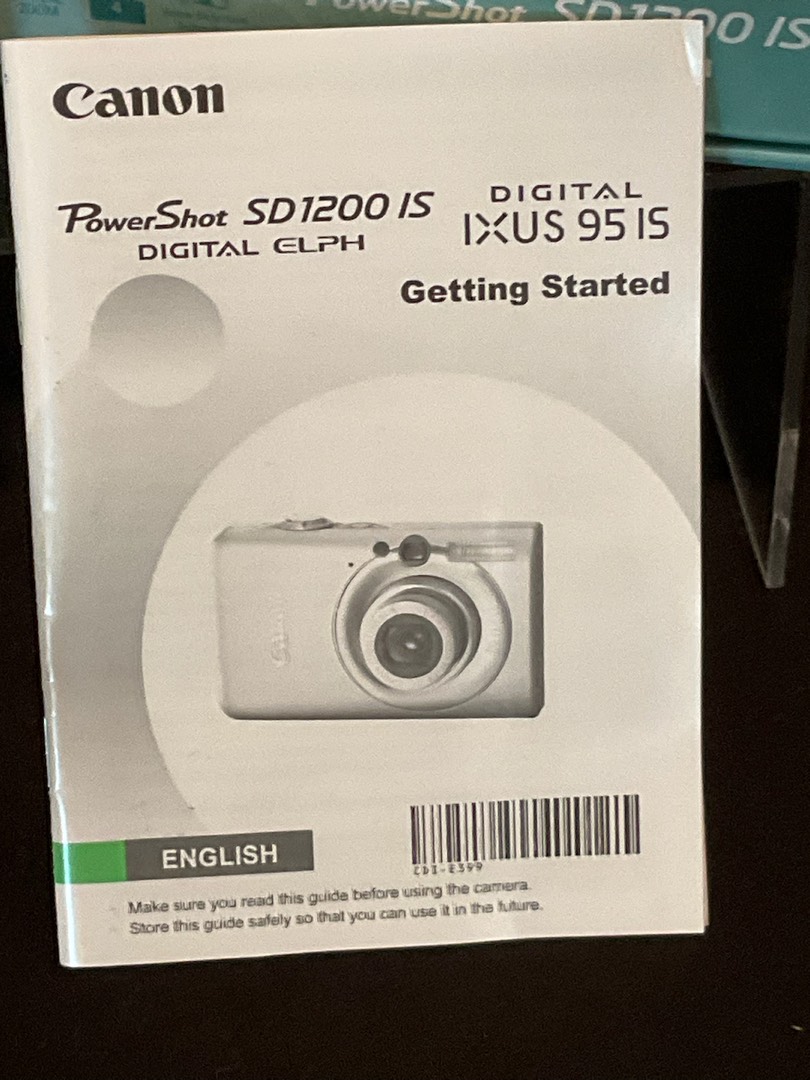 PowerShot SD1200 IS
Canon
PowerShot SD1200 IS
DIGITAL ELPH
DIGITAL
IXUS 95 IS
Getting Started
Canon
ENGLISH
CDI-E399
Make sure you read this guide before using the camera.
Store this guide safely so that you can use it in the future.